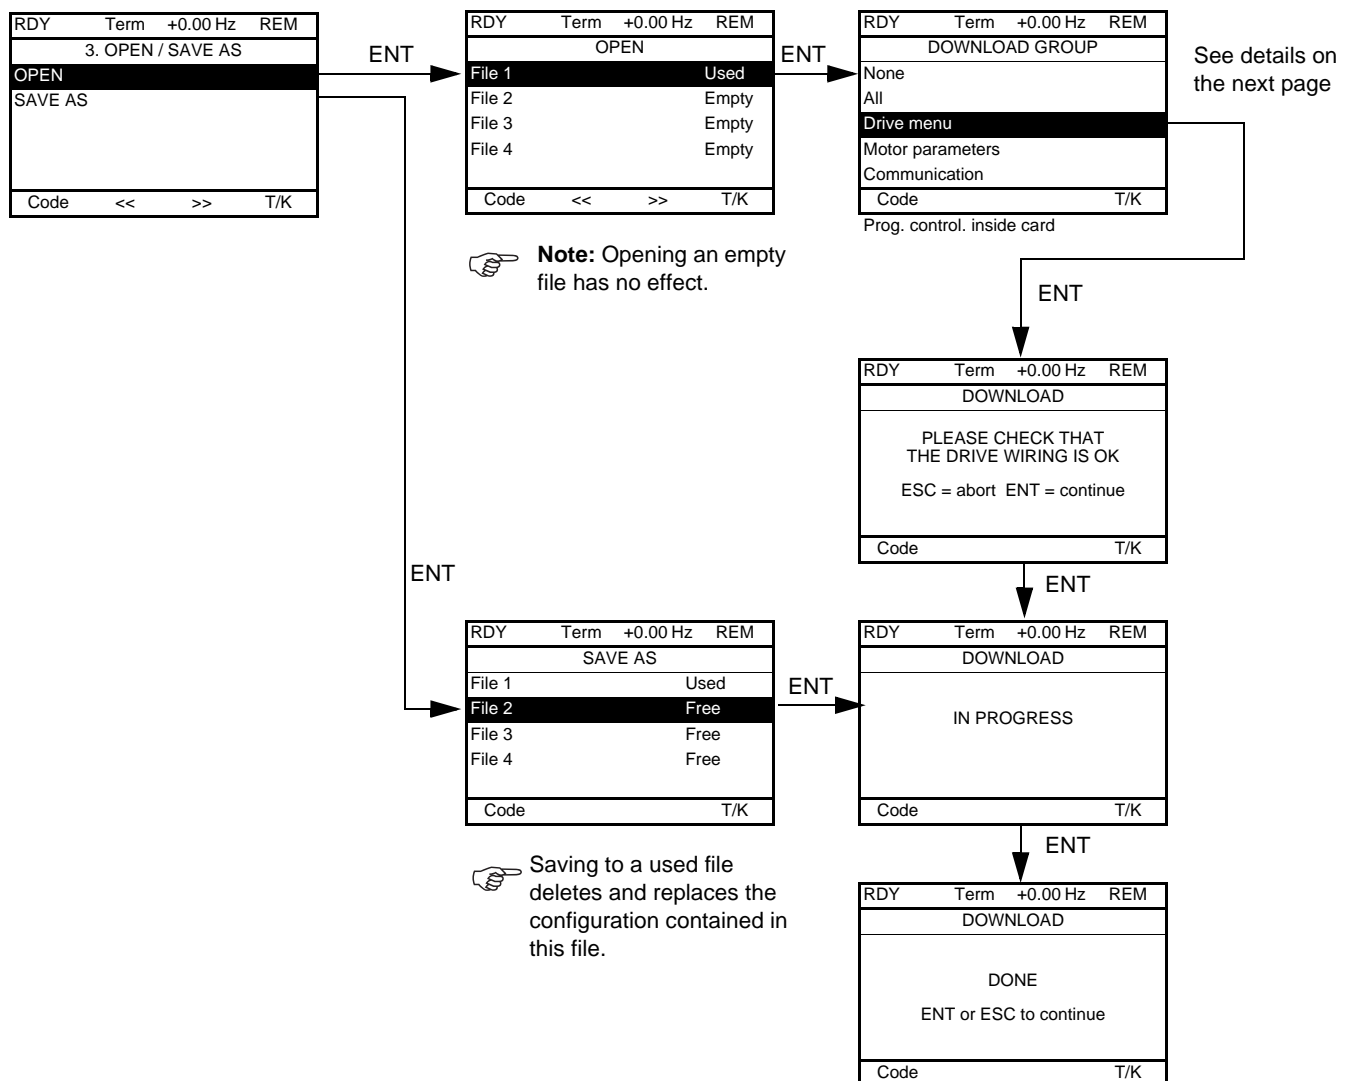 RDY Term +0.00 Hz REM
3. OPEN / SAVE AS
OPEN
SAVE AS
Code << >> T/K
ENT
RDY Term +0.00 Hz REM
OPEN
File 1 Used
File 2 Empty
File 3 Empty
File 4 Empty
Code << >> T/K
Note: Opening an empty
file has no effect.
ENT
RDY Term +0.00 Hz REM
DOWNLOAD GROUP
None
All
Drive menu
Motor parameters
Communication
Code T/K
Prog. control. inside card
See details on
the next page
ENT
RDY Term +0.00 Hz REM
DOWNLOAD
PLEASE CHECK THAT
THE DRIVE WIRING IS OK
ESC = abort ENT = continue
Code T/K
ENT
ENT
RDY Term +0.00 Hz REM
SAVE AS
File 1 Used
File 2 Free
File 3 Free
File 4 Free
Code T/K
Saving to a used file
deletes and replaces the
configuration contained in
this file.
ENT
RDY Term +0.00 Hz REM
DOWNLOAD
IN PROGRESS
Code T/K
ENT
RDY Term +0.00 Hz REM
DOWNLOAD
DONE
ENT or ESC to continue
Code T/K